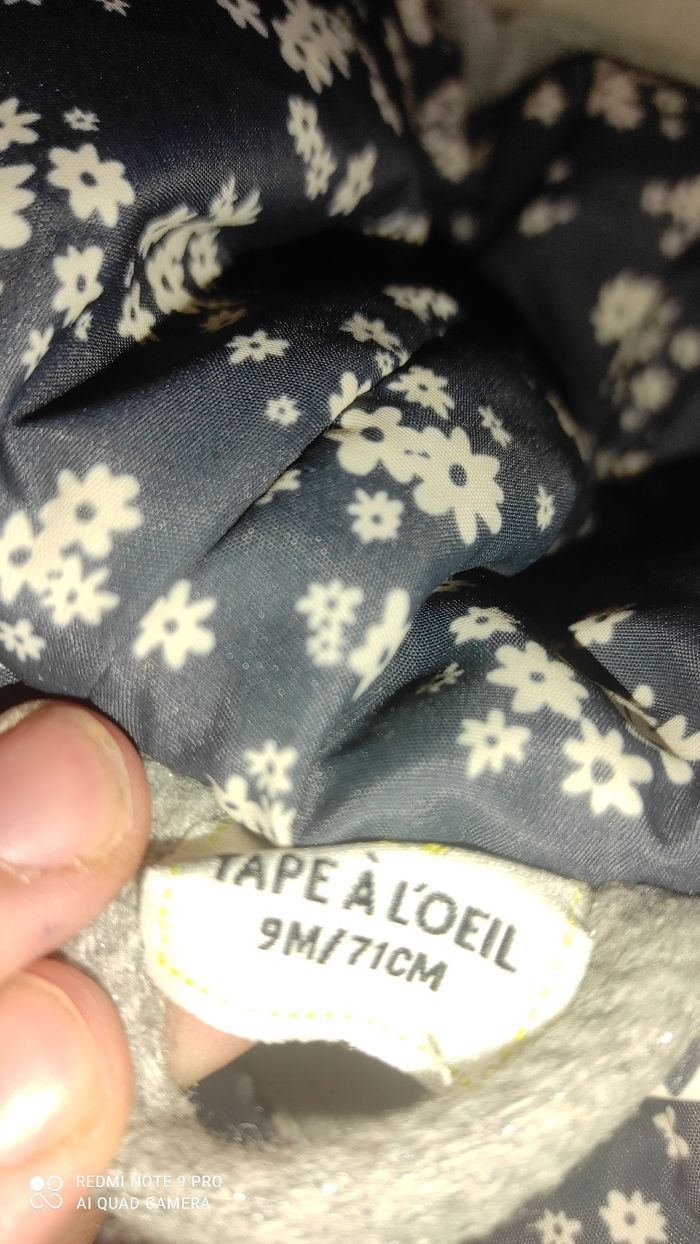 TAPE À L'OEIL
9M/71CM
REDMI NOTE 9 PRO
AI QUAD CAMERA